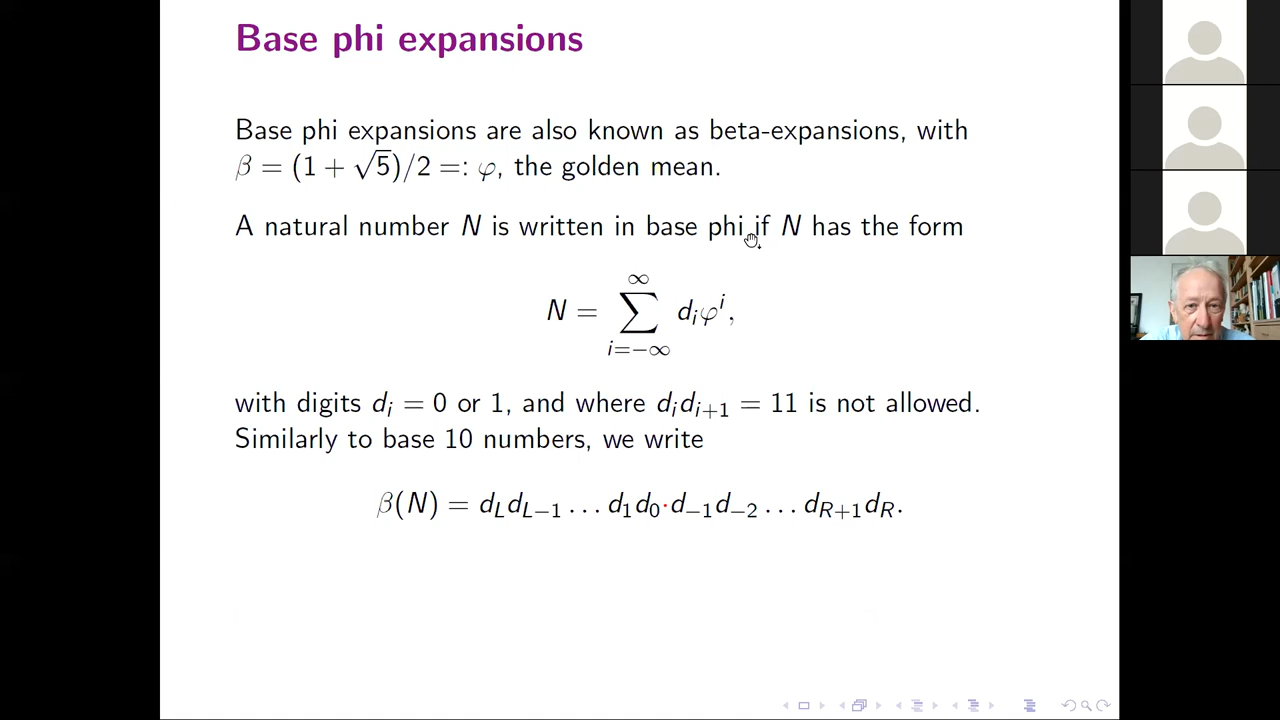 Base phi expansions
Base phi expansions are also known as beta-expansions, with
β = (1 + √5)/2 =: φ, the golden mean.
A natural number N is written in base phi if N has the form
N = ∑_{i=−∞}^{∞} d_i φ^i,
with digits d_i = 0 or 1, and where d_i d_{i+1} = 11 is not allowed.
Similarly to base 10 numbers, we write
β(N) = d_L d_{L−1} … d_1 d_0 · d_{−1} d_{−2} … d_{R+1} d_R.